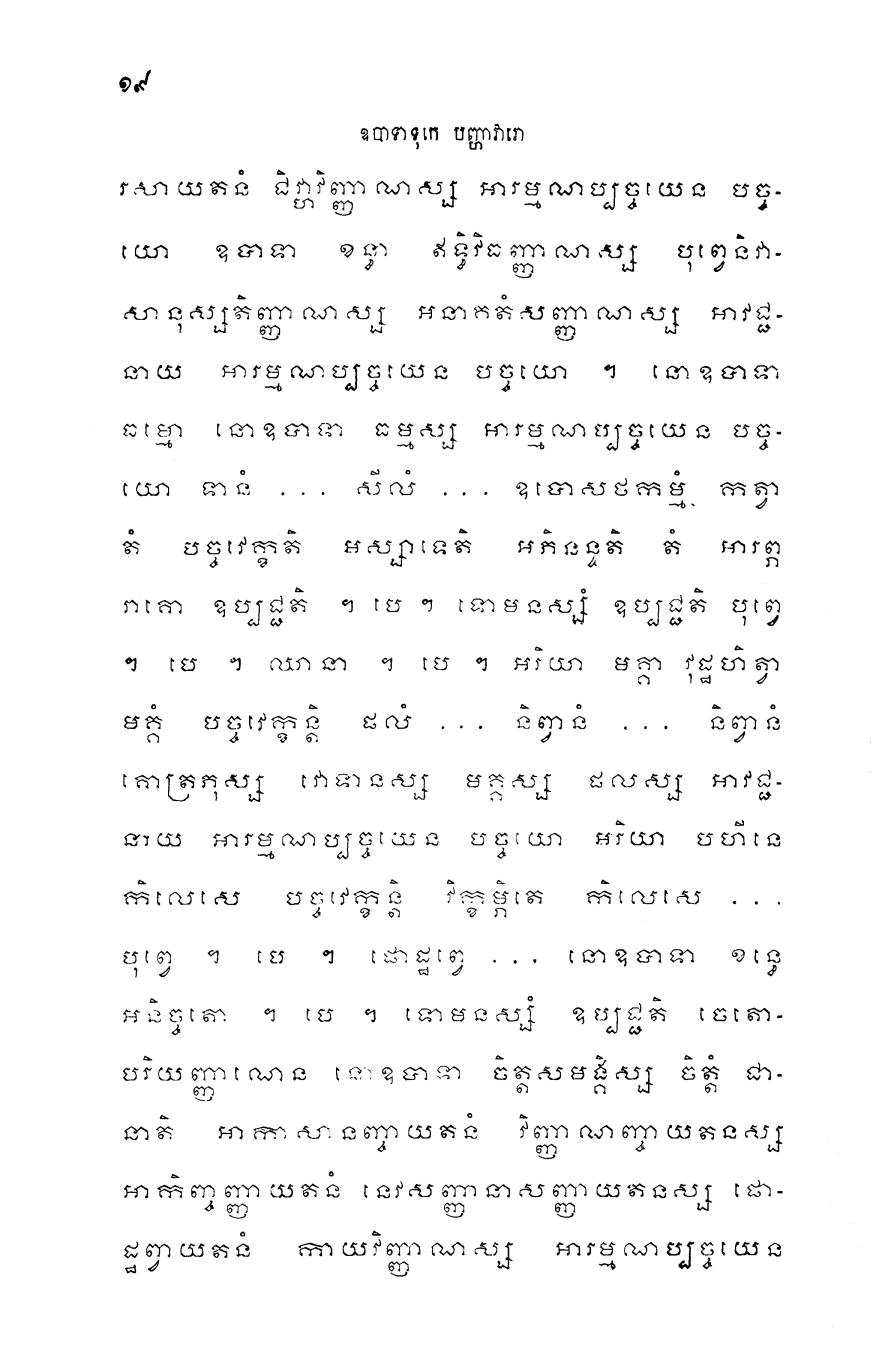 ១៩
ឧបាទាទុកេ បញ្ហាវារោ
រសាយតនំ ជិវ្ហាវិញ្ញាណស្ស អារម្មណប្បច្ចយេន បច្ច-
យោ ឧបាទា ខន្ធា ឥទ្ធិវិធញ្ញាណស្ស បុព្វេនិវា-
សានុស្សតិញ្ញាណស្ស អនាគតំសញ្ញាណស្ស អាវជ្ជ-
នាយ អារម្មណប្បច្ចយេន បច្ចយោ ។ នោឧបាទា
ធម្មោ នោឧបាទា ធម្មស្ស អារម្មណប្បច្ចយេន បច្ច-
យោ ទានំ ... សីលំ ... ឧបោសថកម្មំ កត្វា
តំ បច្ចវេក្ខតិ អស្សាទេតិ អភិនន្ទតិ តំ អារព្ភ
រាគោ ឧប្បជ្ជតិ ។ បេ ។ ទោមនស្សំ ឧប្បជ្ជតិ បុព្វេ
។ បេ ។ ឈានា ។ បេ ។ អរិយា មគ្គា វុដ្ឋហិត្វា
មគ្គំ បច្ចវេក្ខន្តិ ផលំ ... និព្វានំ ... និព្វានំ
គោត្រភុស្ស វោទានស្ស មគ្គស្ស ផលស្ស អាវជ្ជ-
នាយ អារម្មណប្បច្ចយេន បច្ចយោ អរិយា បហីនេ
កិលេសេ បច្ចវេក្ខន្តិ វិក្ខម្ភិតេ កិលេសេ ...
បុព្វេ ។ បេ ។ ផោដ្ឋព្វេ ... នោឧបាទា ខន្ធេ
អនិច្ចតោ ។ បេ ។ ទោមនស្សំ ឧប្បជ្ជតិ ចេតោ-
បរិយញ្ញាណេន នោឧបាទា ចិត្តសមង្គិស្ស ចិត្តំ ជា-
នាតិ អាកាសានញ្ចាយតនំ វិញ្ញាណញ្ចាយតនស្ស
អាកិញ្ចញ្ញាយតនំ នេវសញ្ញានាសញ្ញាយតនស្ស ផោ-
ដ្ឋព្វាយតនំ កាយវិញ្ញាណស្ស អារម្មណប្បច្ចយេន